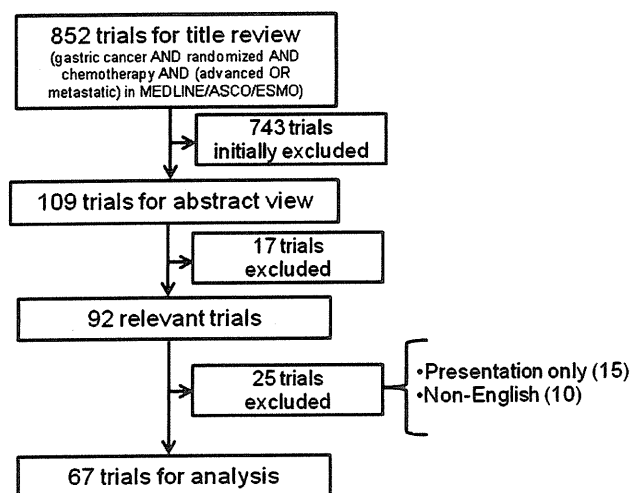 852 trials for title review
(gastric cancer AND randomized AND
chemotherapy AND (advanced OR
metastatic) in MEDLINE/ASCO/ESMO)
743 trials
initially excluded
109 trials for abstract view
17 trials
excluded
92 relevant trials
25 trials
excluded
•Presentation only (15)
•Non-English (10)
67 trials for analysis